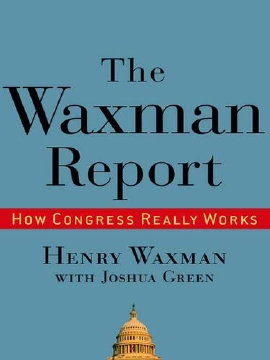 The
Waxman
Report
HOW CONGRESS REALLY WORKS
HENRY WAXMAN
WITH JOSHUA GREEN